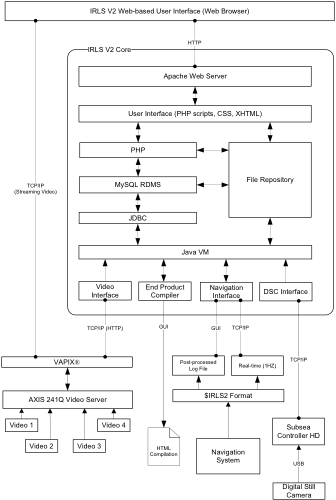 IRLS V2 Web-based User Interface (Web Browser)
HTTP
IRLS V2 Core
Apache Web Server
User Interface (PHP scripts, CSS, XHTML)
PHP
File Repository
MySQL RDMS
TCP/IP
(Streaming Video)
JDBC
Java VM
Video
Interface
End Product
Compiler
Navigation
Interface
DSC Interface
TCP/IP (HTTP)
GUI
GUI
TCP/IP
TCP/IP
VAPIX®
Post-processed
Log File
Real-time (1HZ)
AXIS 241Q Video Server
$IRLS2 Format
Video 1
Video 4
Video 2
Video 3
HTML
Compilation
Navigation
System
Subsea
Controller HD
USB
Digital Still
Camera